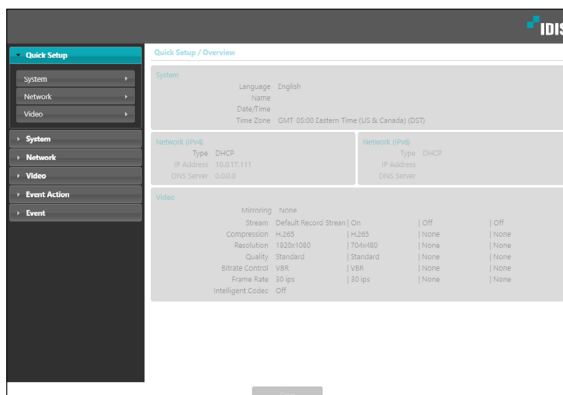 IDIS
Quick Setup
System
Network
Video
System
Network
Video
Event Action
Event
Quick Setup / Overview
System
Language English
Name
Date/Time
Time Zone GMT-05:00 Eastern Time (US & Canada) (DST)
Network (IPv4)
Type DHCP
IP Address 10.0.17.111
DNS Server 0.0.0.0
Network (IPv6)
Type DHCP
IP Address
DNS Server
Video
Mirroring None
Stream Default Record Strean | On | Off | Off
Compression H.265 | H.265 | None | None
Resolution 1920x1080 | 704x480 | None | None
Quality Standard | Standard | None | None
Bitrate Control VBR | VBR | None | None
Frame Rate 30 ips | 30 ips | None | None
Intelligent Codec Off